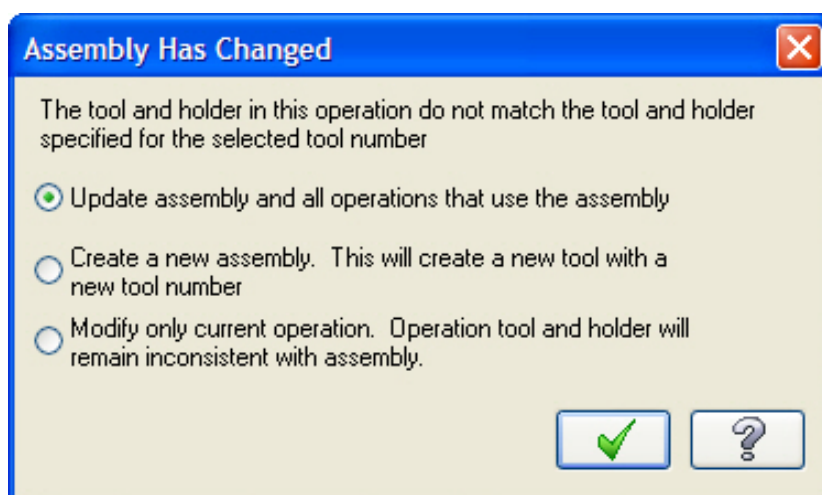 Assembly Has Changed
The tool and holder in this operation do not match the tool and holder
specified for the selected tool number
Update assembly and all operations that use the assembly
Create a new assembly.  This will create a new tool with a
new tool number
Modify only current operation.  Operation tool and holder will
remain inconsistent with assembly.